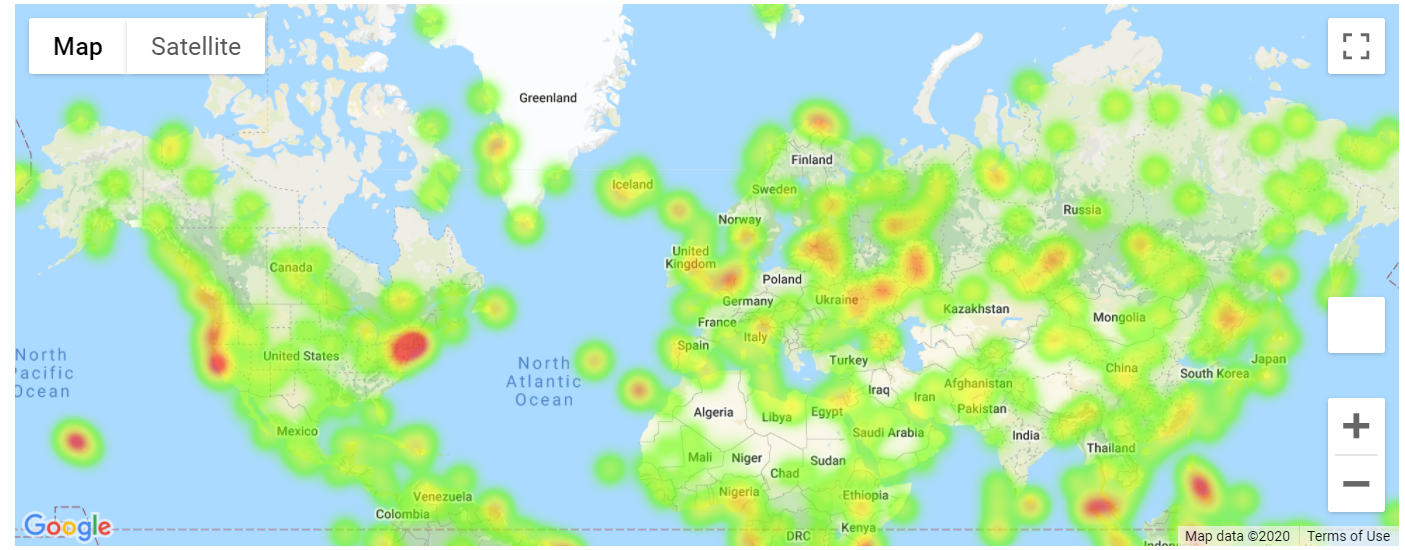 Map
Satellite
Greenland
Finland
Iceland
Sweden
Russia
Norway
United
Kingdom
Canada
Poland
Germany
Ukraine
Kazakhstan
France
Mongolia
Italy
Spain
United States
North
Pacific
Ocean
North
Atlantic
Ocean
Turkey
Japan
China
South Korea
Afghanistan
Iraq
Iran
Algeria
Libya
Egypt
Pakistan
Mexico
Saudi Arabia
India
Thailand
Mali
Niger
Sudan
Chad
Venezuela
Nigeria
Ethiopia
Colombia
Kenya
DRC
Google
Map data ©2020
Terms of Use